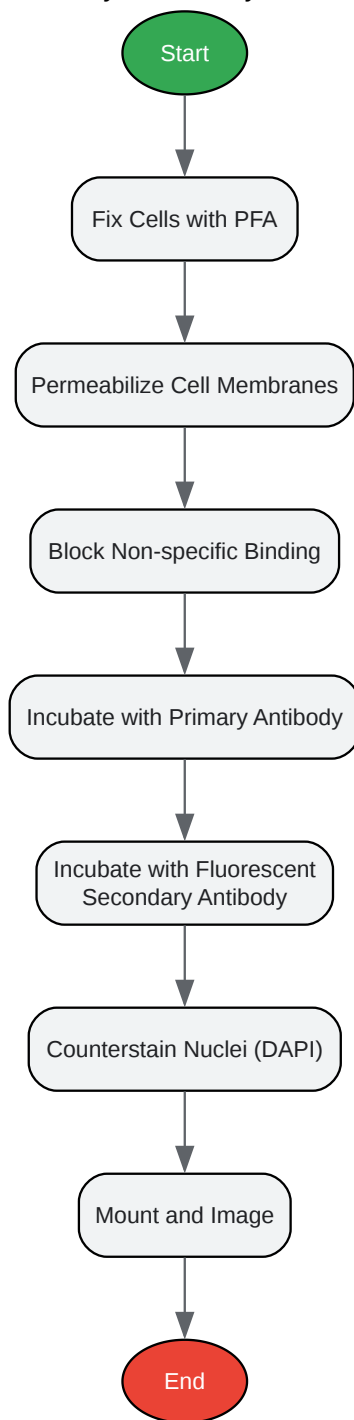 Start
Fix Cells with PFA
Permeabilize Cell Membranes
Block Non-specific Binding
Incubate with Primary Antibody
Incubate with Fluorescent
Secondary Antibody
Counterstain Nuclei (DAPI)
Mount and Image
End